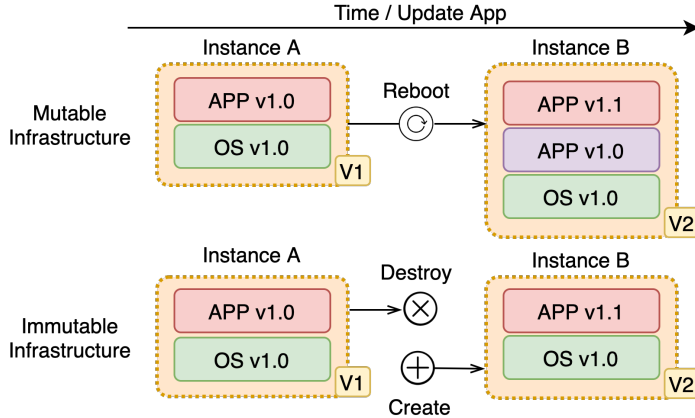 Time / Update App
Instance A
Instance B
Mutable
Infrastructure
APP v1.0
OS v1.0
V1
Reboot
APP v1.1
APP v1.0
OS v1.0
V2
Instance A
Instance B
Immutable
Infrastructure
APP v1.0
OS v1.0
V1
Destroy
Create
APP v1.1
OS v1.0
V2